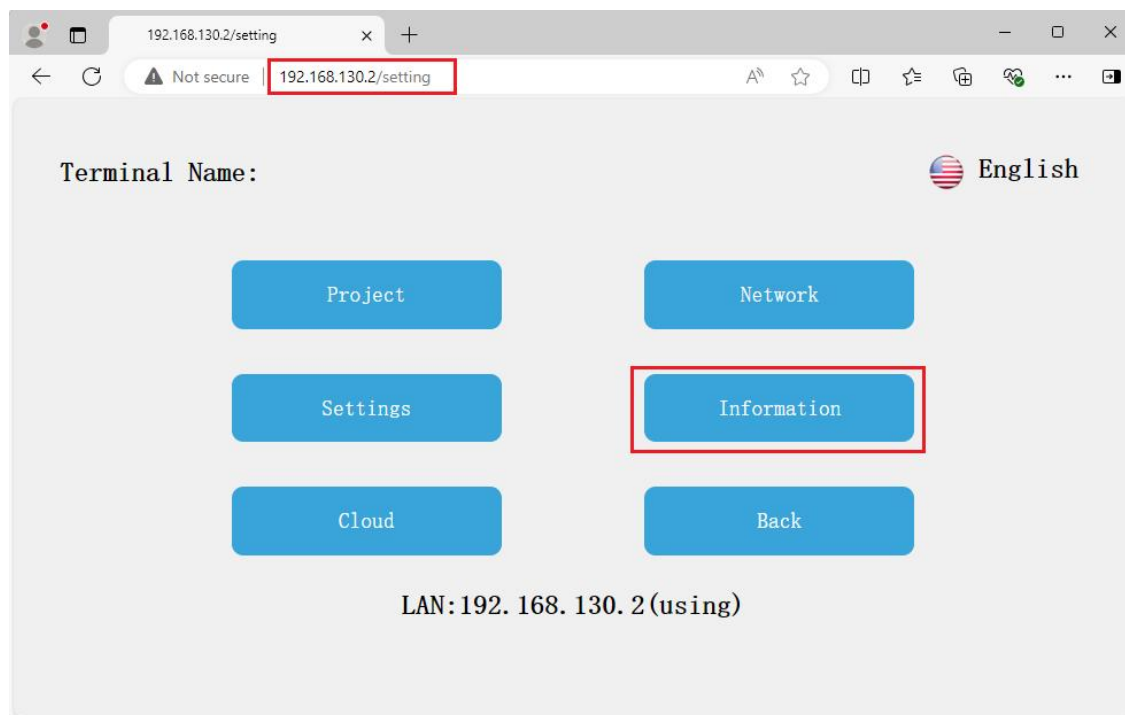 192.168.130.2/setting
Not secure 192.168.130.2/setting
Terminal Name:
English
Project
Network
Settings
Information
Cloud
Back
LAN:192.168.130.2(using)